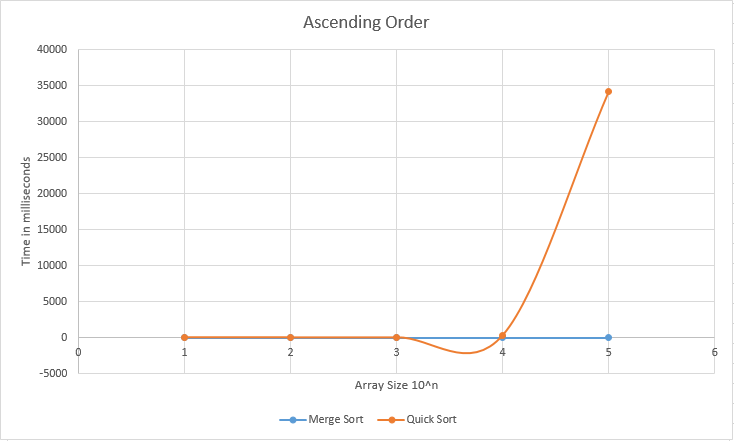 Ascending Order
40000
35000
30000
25000
20000
15000
10000
5000
0
-5000
Time in milliseconds
0 1 2 3 4 5 6
Array Size 10^n
Merge Sort Quick Sort